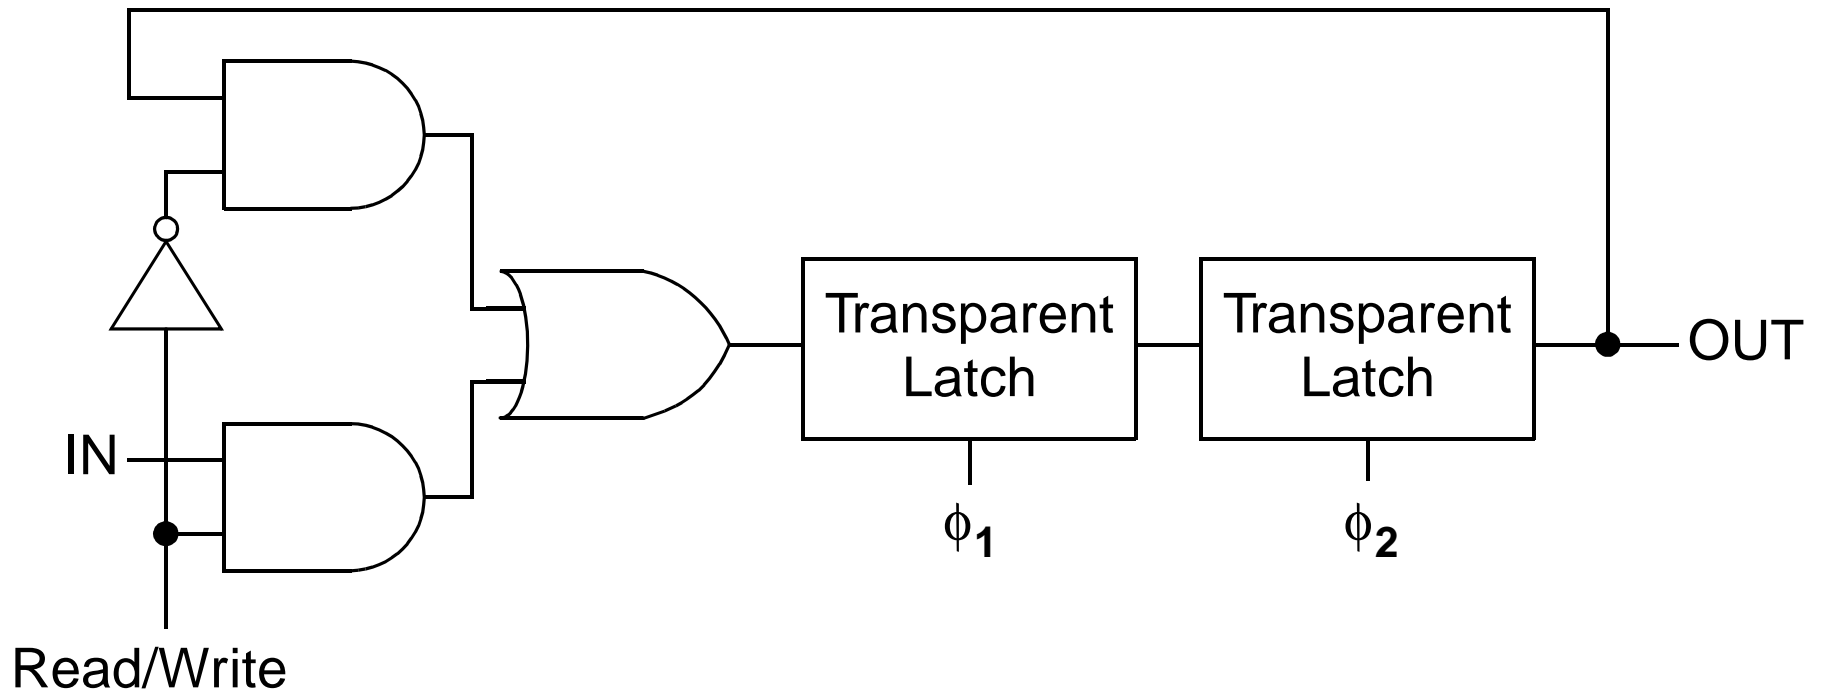 Transparent
Latch
Transparent
Latch
OUT
IN
ϕ1
ϕ2
Read/Write